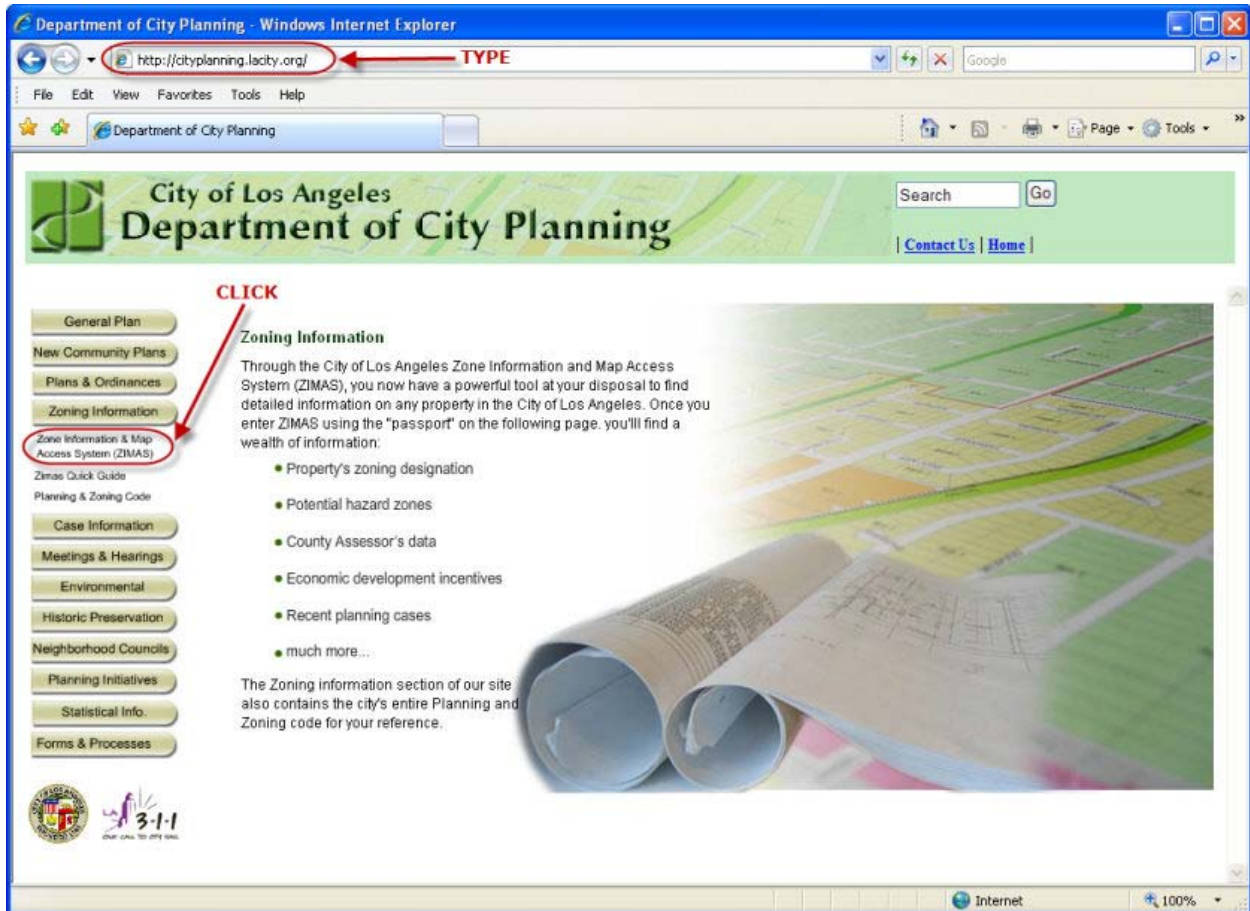 Department of City Planning - Windows Internet Explorer
http://cityplanning.lacity.org/
TYPE
Google
File Edit View Favorites Tools Help
Department of City Planning
Page
Tools
City of Los Angeles
Department of City Planning
Search
Go
| Contact Us | Home |
CLICK
General Plan
New Community Plans
Plans & Ordinances
Zoning Information
Zone Information & Map
Access System (ZIMAS)
Zimas Quick Guide
Planning & Zoning Code
Case Information
Meetings & Hearings
Environmental
Historic Preservation
Neighborhood Councils
Planning Initiatives
Statistical Info.
Forms & Processes
3-1-1
ONE CALL TO CITY HALL
Zoning Information
Through the City of Los Angeles Zone Information and Map Access
System (ZIMAS), you now have a powerful tool at your disposal to find
detailed information on any property in the City of Los Angeles. Once you
enter ZIMAS using the "passport" on the following page. you'll find a
wealth of information:
• Property's zoning designation
• Potential hazard zones
• County Assessor's data
• Economic development incentives
• Recent planning cases
• much more...
The Zoning information section of our site
also contains the city's entire Planning and
Zoning code for your reference.
Internet
100%